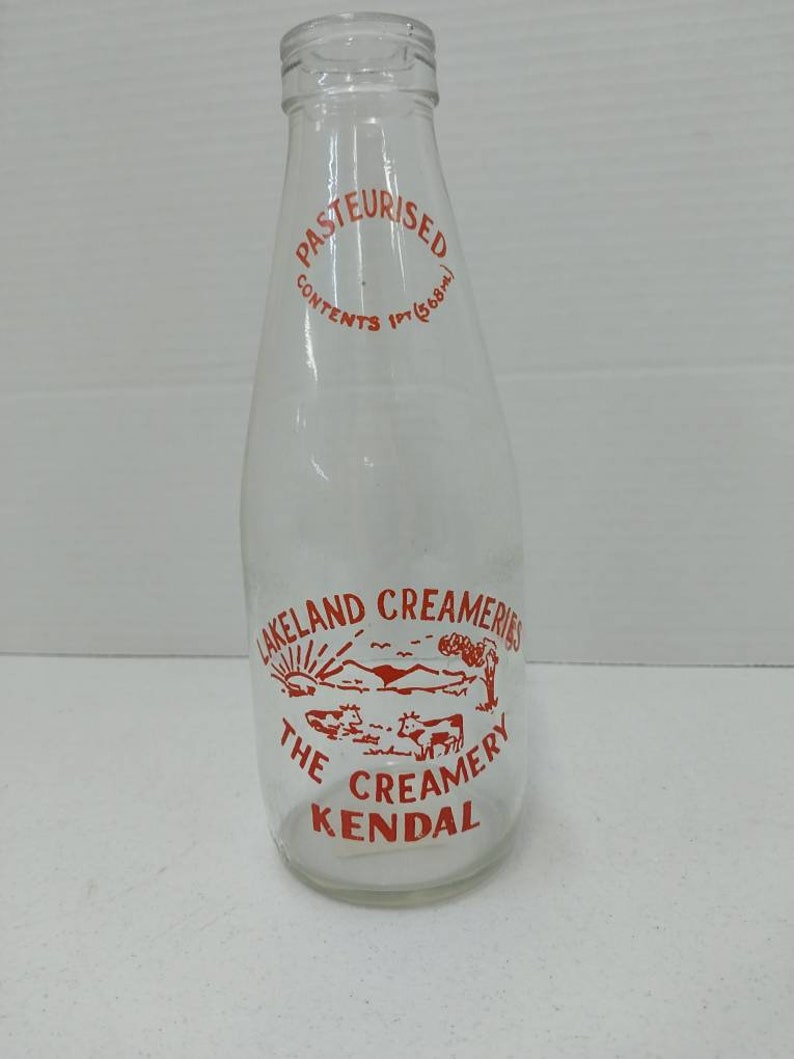 PASTEURISED
CONTENTS 1PT (568ML)
LAKELAND CREAMERIES
THE CREAMERY
KENDAL